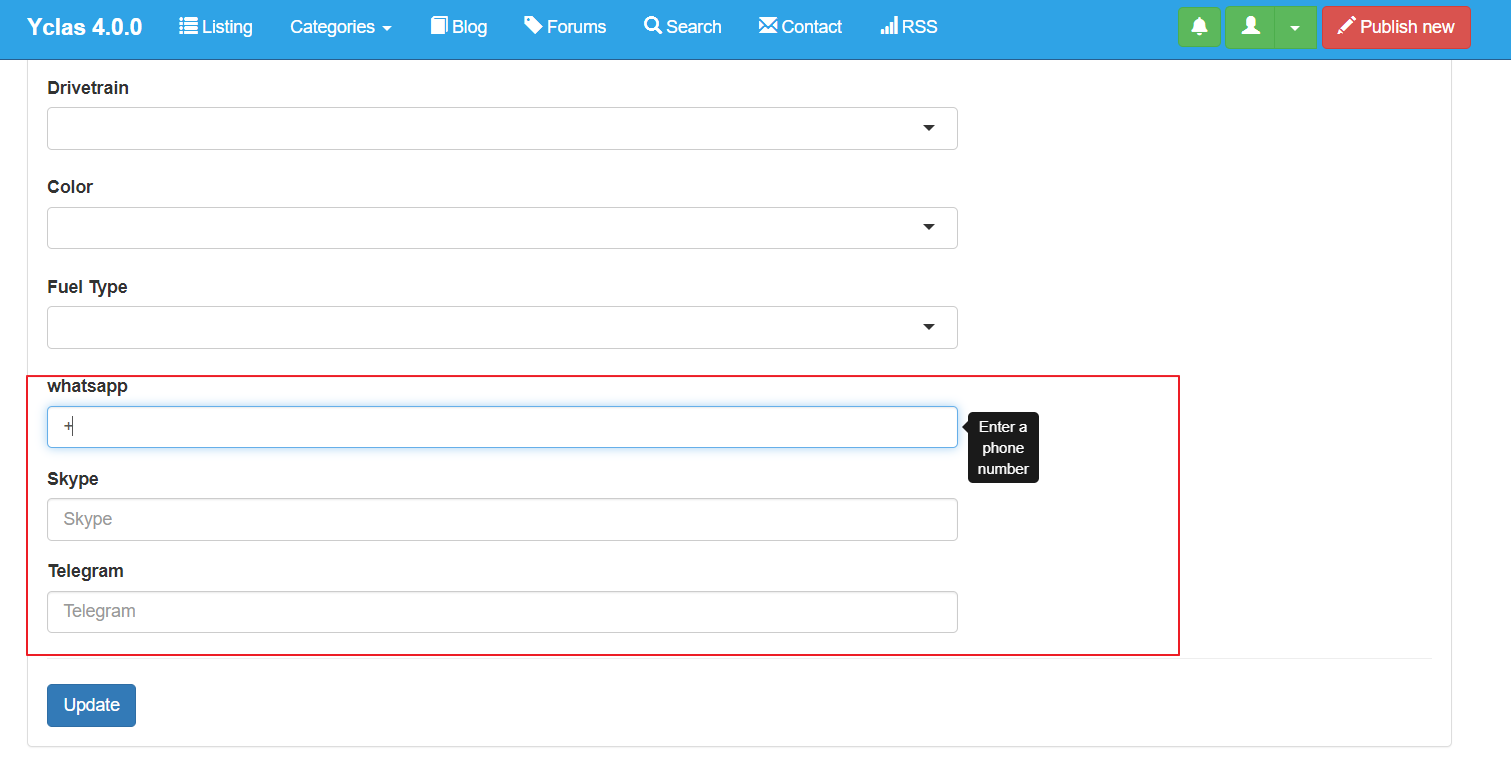 Yclas 4.0.0 Listing Categories Blog Forums Search Contact RSS Publish new
Drivetrain
Color
Fuel Type
whatsapp
+
Enter a
phone
number
Skype
Skype
Telegram
Telegram
Update